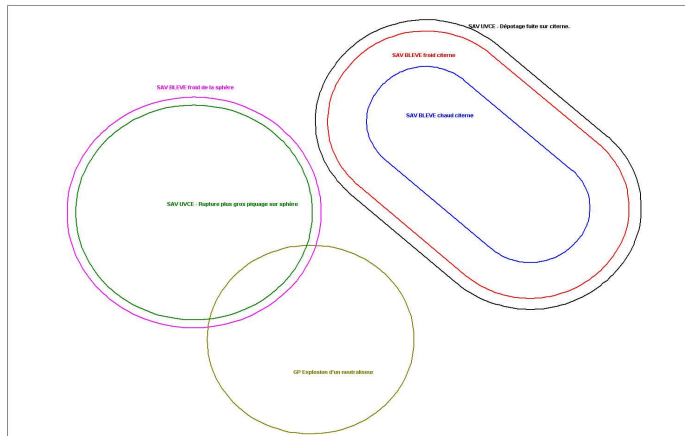 SAV UVCE - Dépotage fuite sur citerne.
SAV BLEVE froid citerne
SAV BLEVE froid de la sphère
SAV BLEVE chaud citerne
SAV UVCE - Rupture plus gros piquage sur sphère
GP Explosion d'un neutraliseur